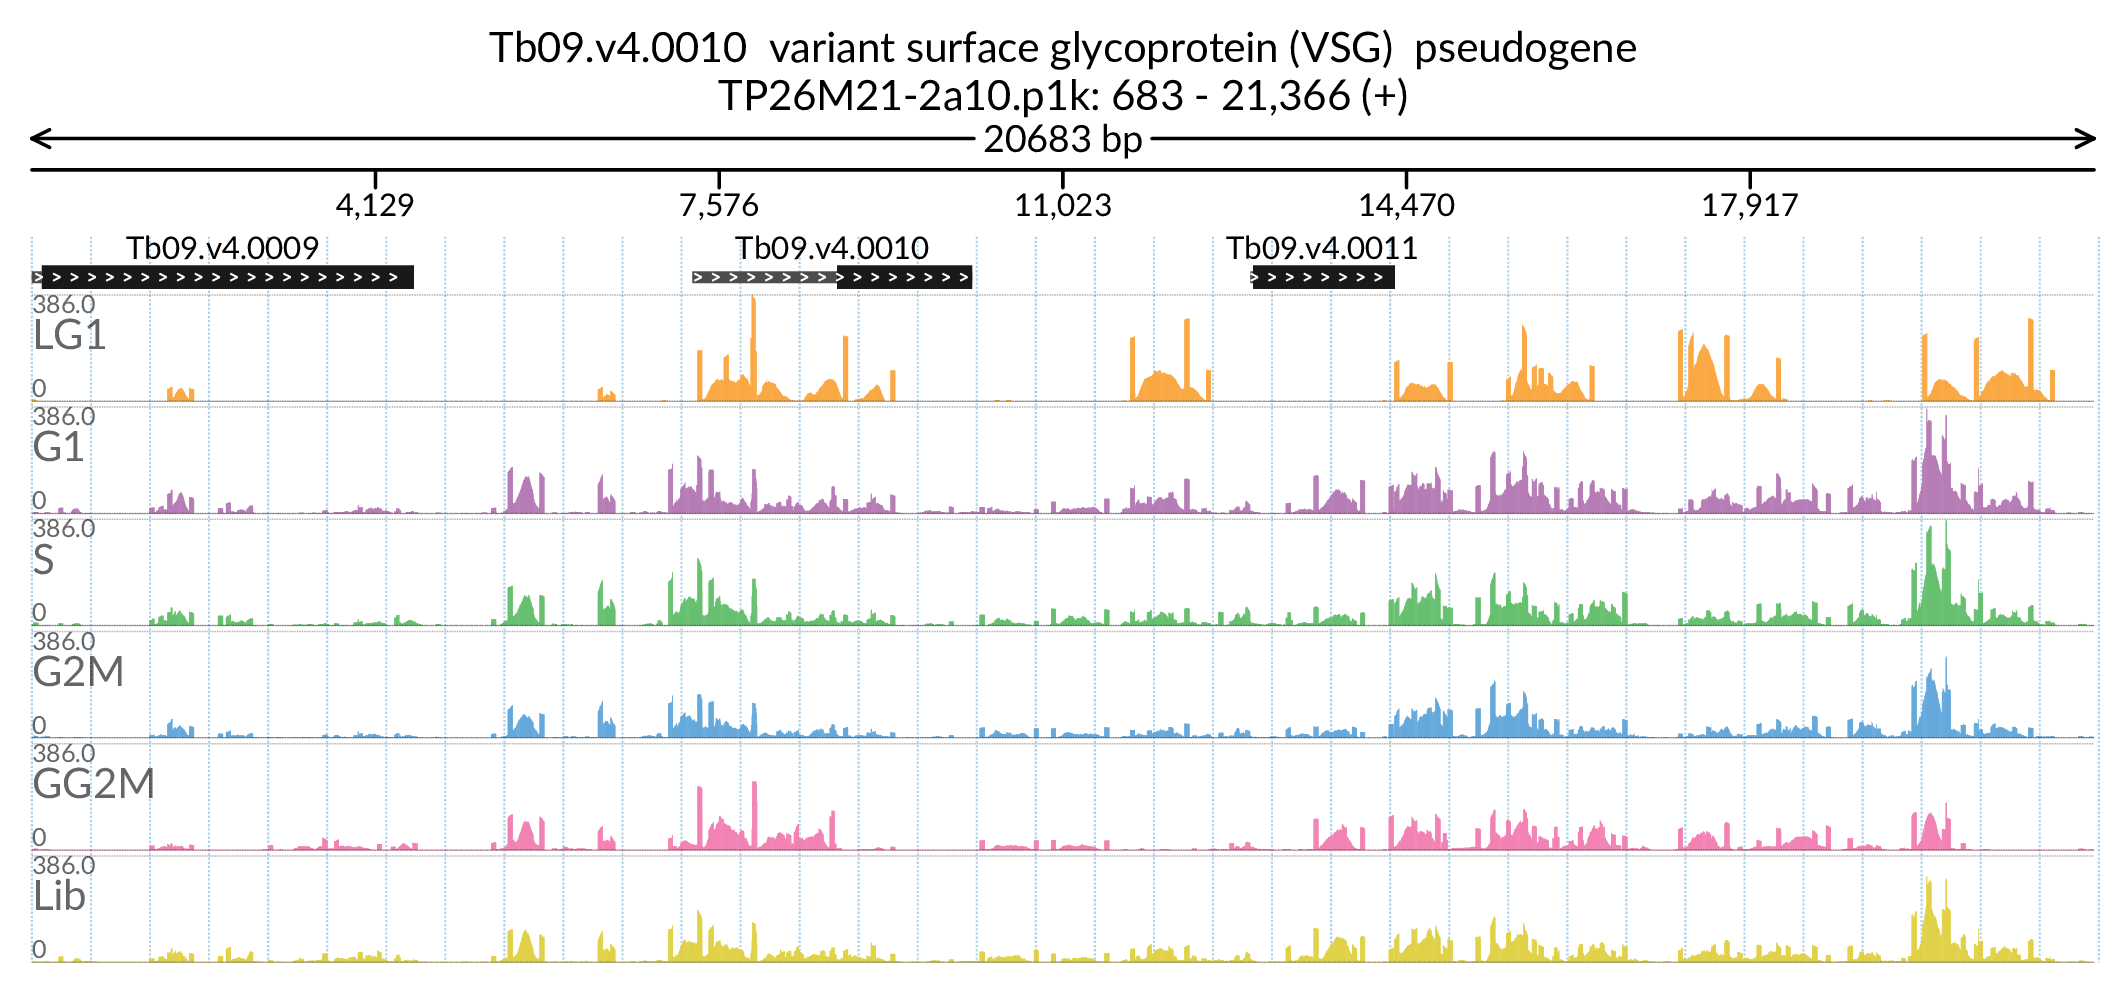 Tb09.v4.0010 variant surface glycoprotein (VSG) pseudogene
TP26M21-2a10.p1k: 683 - 21,366 (+)
20683 bp
4,129 7,576 11,023 14,470 17,917
Tb09.v4.0009 Tb09.v4.0010 Tb09.v4.0011
386.0
LG1
0
386.0
G1
0
386.0
S
0
386.0
G2M
0
386.0
GG2M
0
386.0
Lib
0